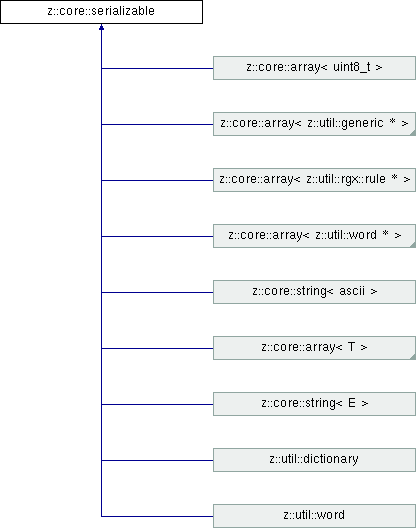 z::core::serializable
z::core::array< uint8_t >
z::core::array< z::util::generic * >
z::core::array< z::util::rgx::rule * >
z::core::array< z::util::word * >
z::core::string< ascii >
z::core::array< T >
z::core::string< E >
z::util::dictionary
z::util::word